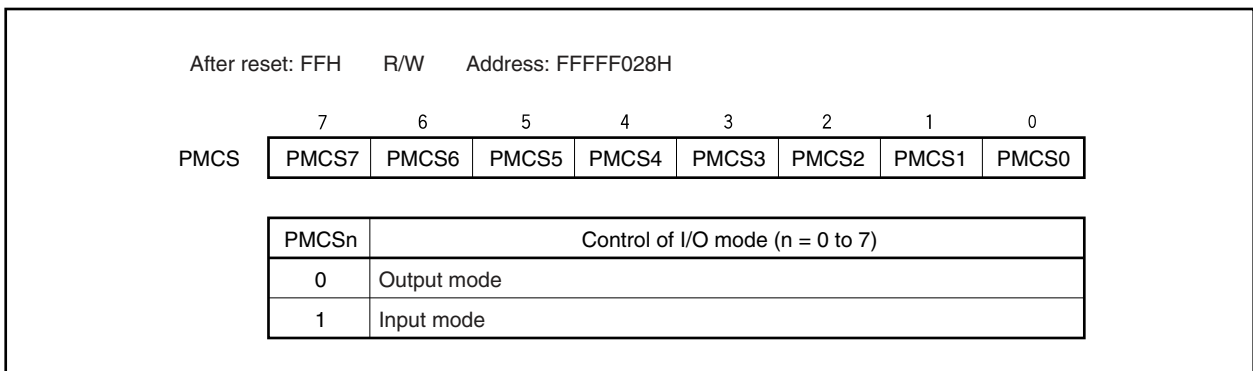 After reset: FFH R/W Address: FFFFF028H
7 6 5 4 3 2 1 0
PMCS PMCS7 PMCS6 PMCS5 PMCS4 PMCS3 PMCS2 PMCS1 PMCS0
PMCSn Control of I/O mode (n = 0 to 7)
0 Output mode
1 Input mode